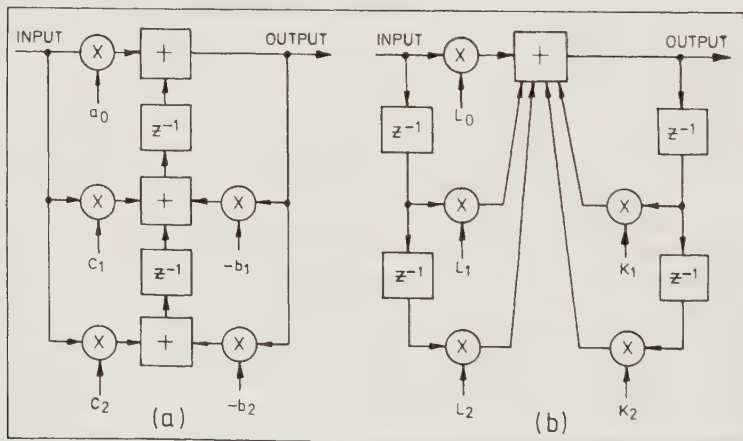 INPUT
OUTPUT
X
+
a0
z⁻¹
X
+
X
C1
-b1
z⁻¹
X
+
X
C2
-b2
(a)
INPUT
OUTPUT
X
+
L0
z⁻¹
z⁻¹
X
X
L1
K1
z⁻¹
z⁻¹
X
X
L2
K2
(b)